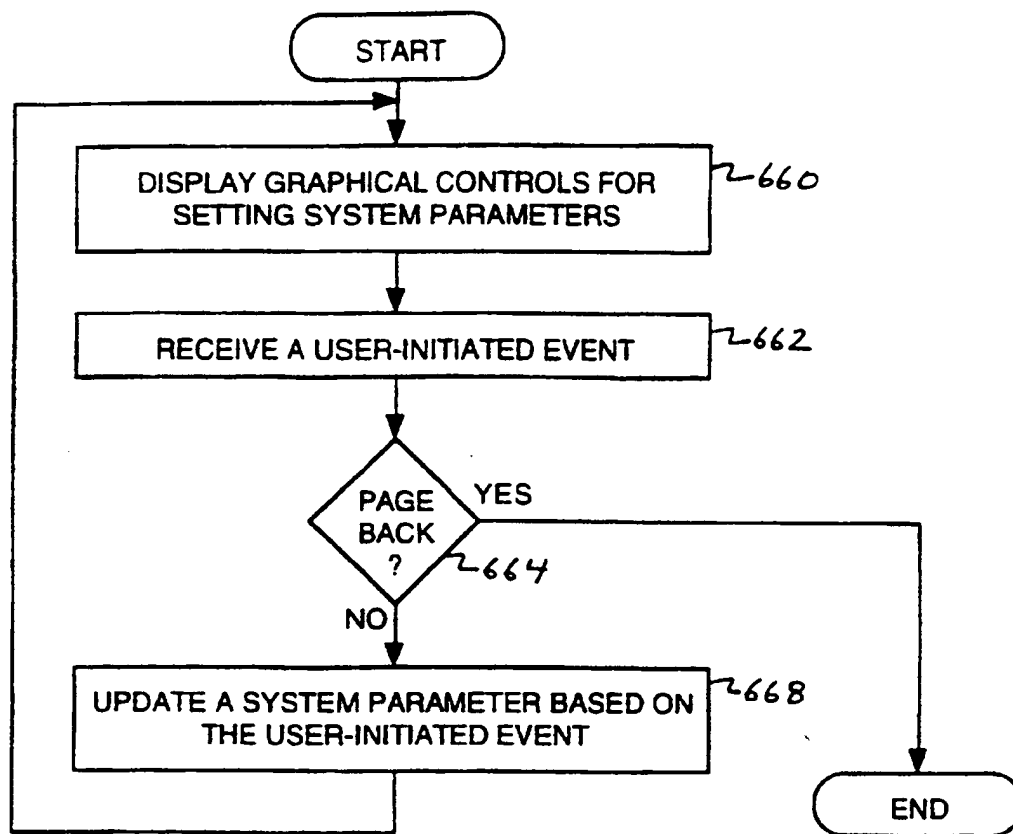 START
DISPLAY GRAPHICAL CONTROLS FOR
SETTING SYSTEM PARAMETERS
660
RECEIVE A USER-INITIATED EVENT
662
PAGE
BACK
?
YES
664
NO
UPDATE A SYSTEM PARAMETER BASED ON
THE USER-INITIATED EVENT
668
END